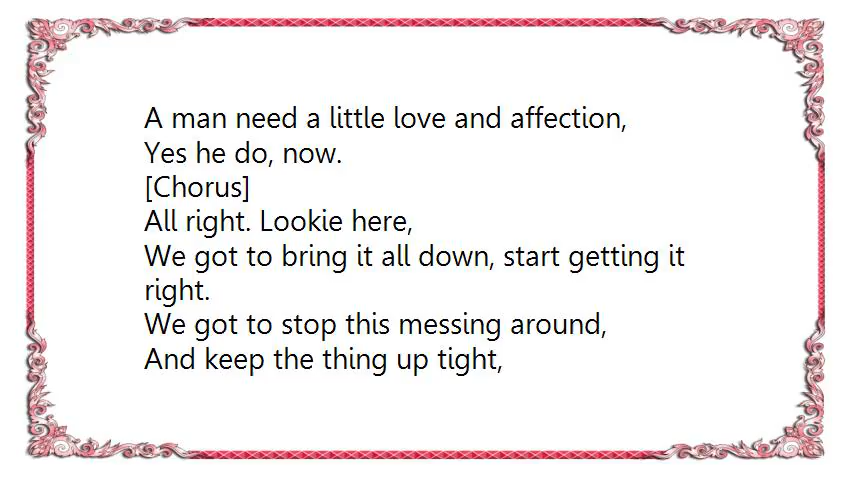 A man need a little love and affection,
Yes he do, now.
[Chorus]
All right. Lookie here,
We got to bring it all down, start getting it
right.
We got to stop this messing around,
And keep the thing up tight,